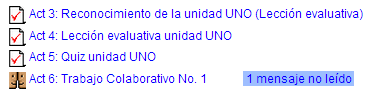 Act 3: Reconocimiento de la unidad UNO (Lección evaluativa)
Act 4: Lección evaluativa unidad UNO
Act 5: Quiz unidad UNO
Act 6: Trabajo Colaborativo No. 1 1 mensaje no leído